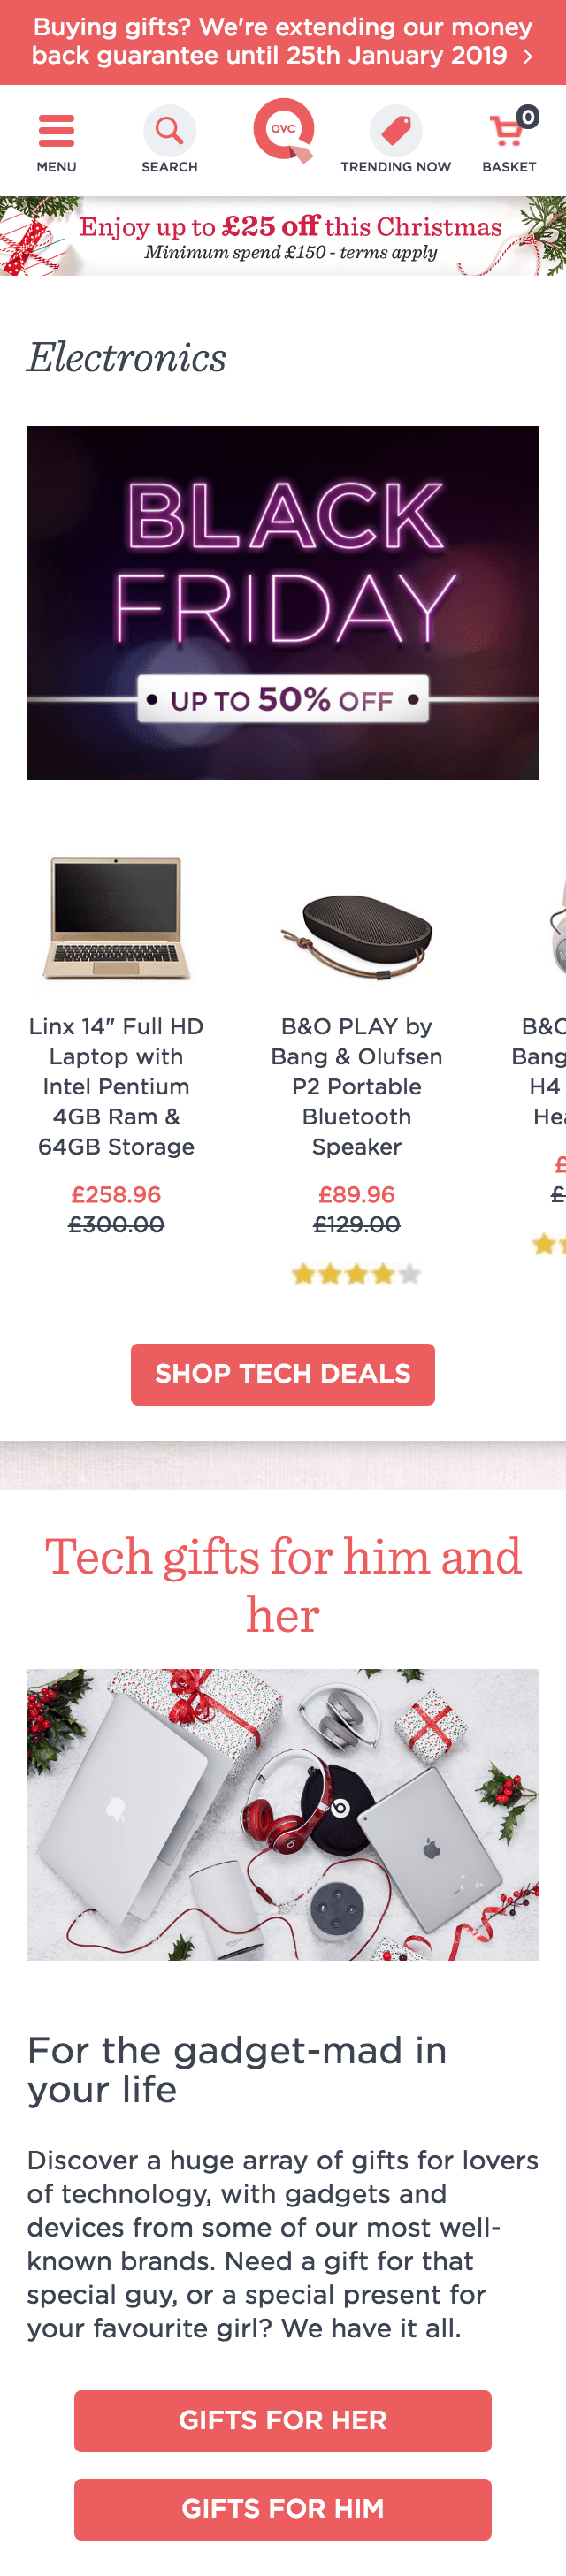 Buying gifts? We're extending our money
back guarantee until 25th January 2019 >
QVC
0
MENU
SEARCH
TRENDING NOW
BASKET
Enjoy up to £25 off this Christmas
Minimum spend £150 - terms apply
Electronics
BLACK
FRIDAY
• UP TO 50% OFF •
Linx 14" Full HD
Laptop with
Intel Pentium
4GB Ram &
64GB Storage
£258.96
£300.00
B&O PLAY by
Bang & Olufsen
P2 Portable
Bluetooth
Speaker
£89.96
£129.00
B&O
Bang
H4
£
£
SHOP TECH DEALS
Tech gifts for him and
her
For the gadget-mad in
your life
Discover a huge array of gifts for lovers
of technology, with gadgets and
devices from some of our most well-
known brands. Need a gift for that
special guy, or a special present for
your favourite girl? We have it all.
GIFTS FOR HER
GIFTS FOR HIM